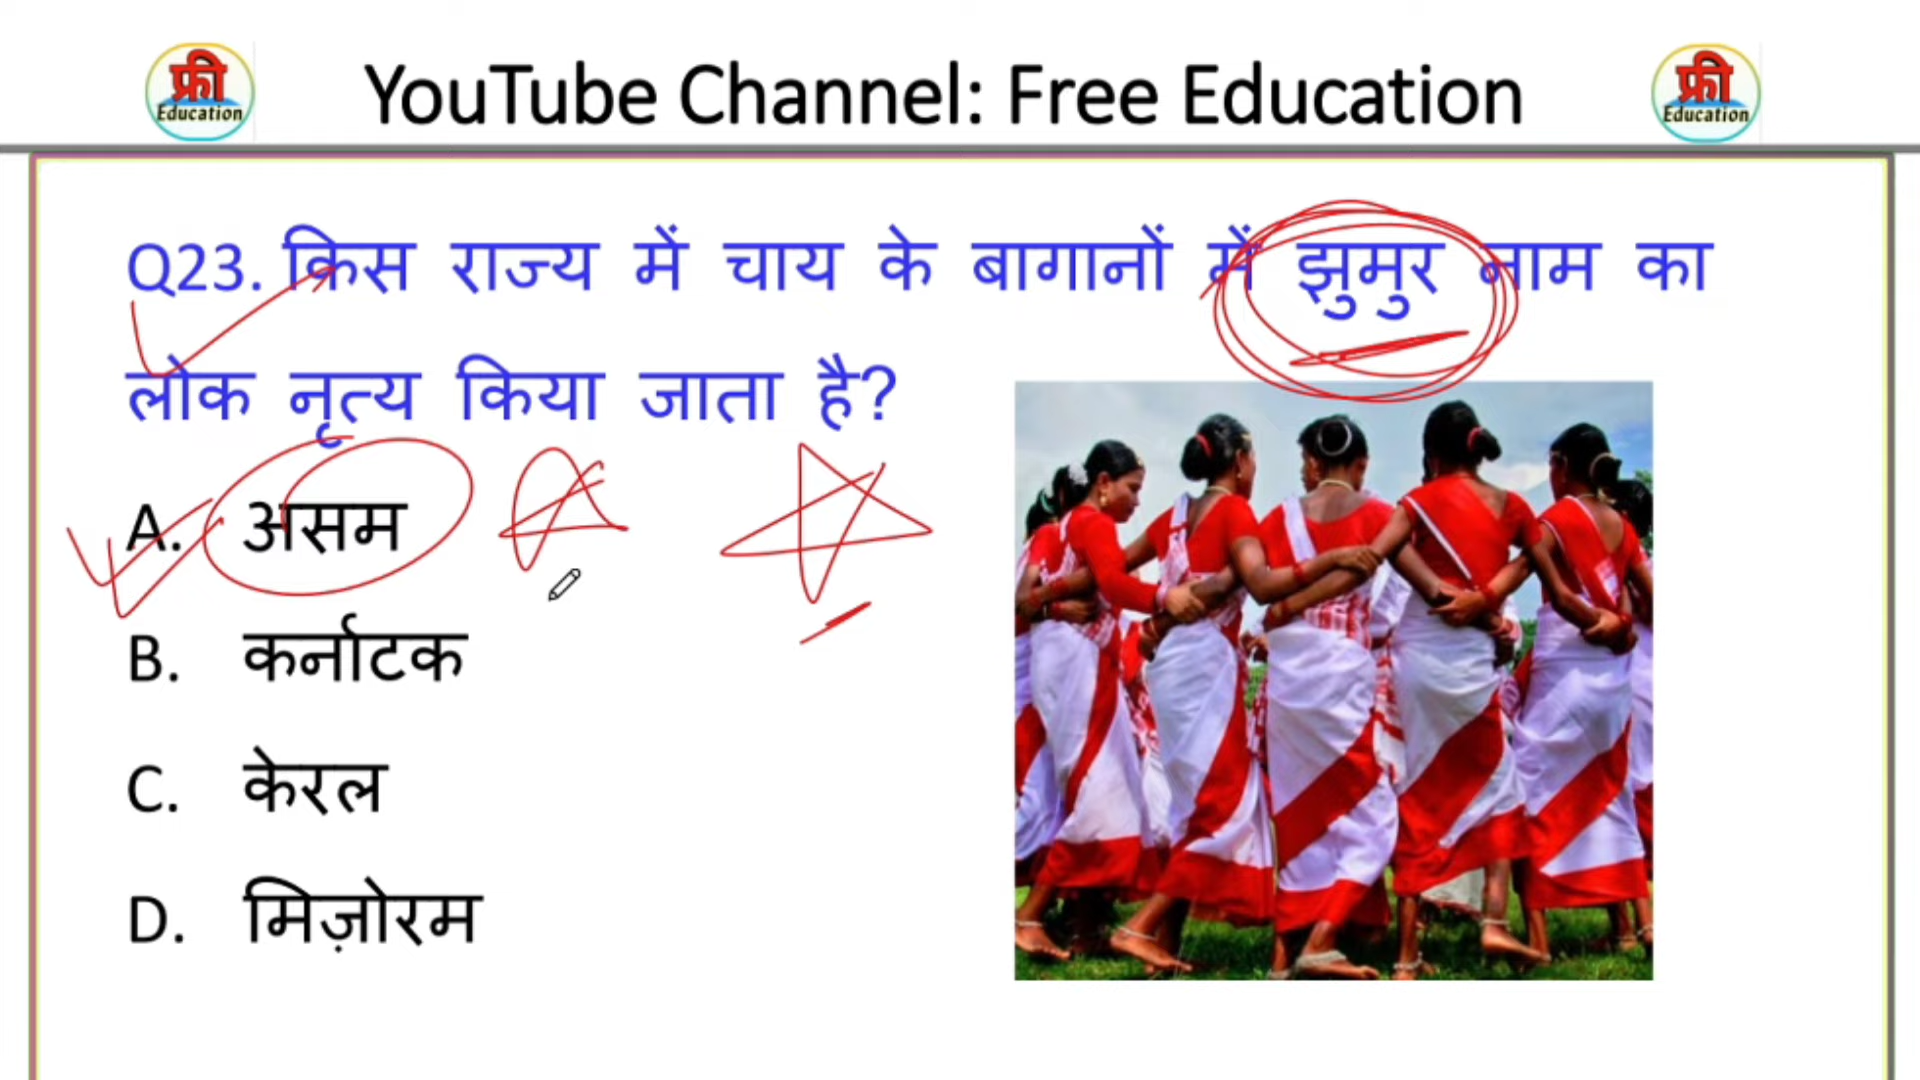 फ्री Education
YouTube Channel: Free Education
फ्री Education
Q23. किस राज्य में चाय के बागानों में झुमुर नाम का
लोक नृत्य किया जाता है?
A. असम
B. कर्नाटक
C. केरल
D. मिज़ोरम